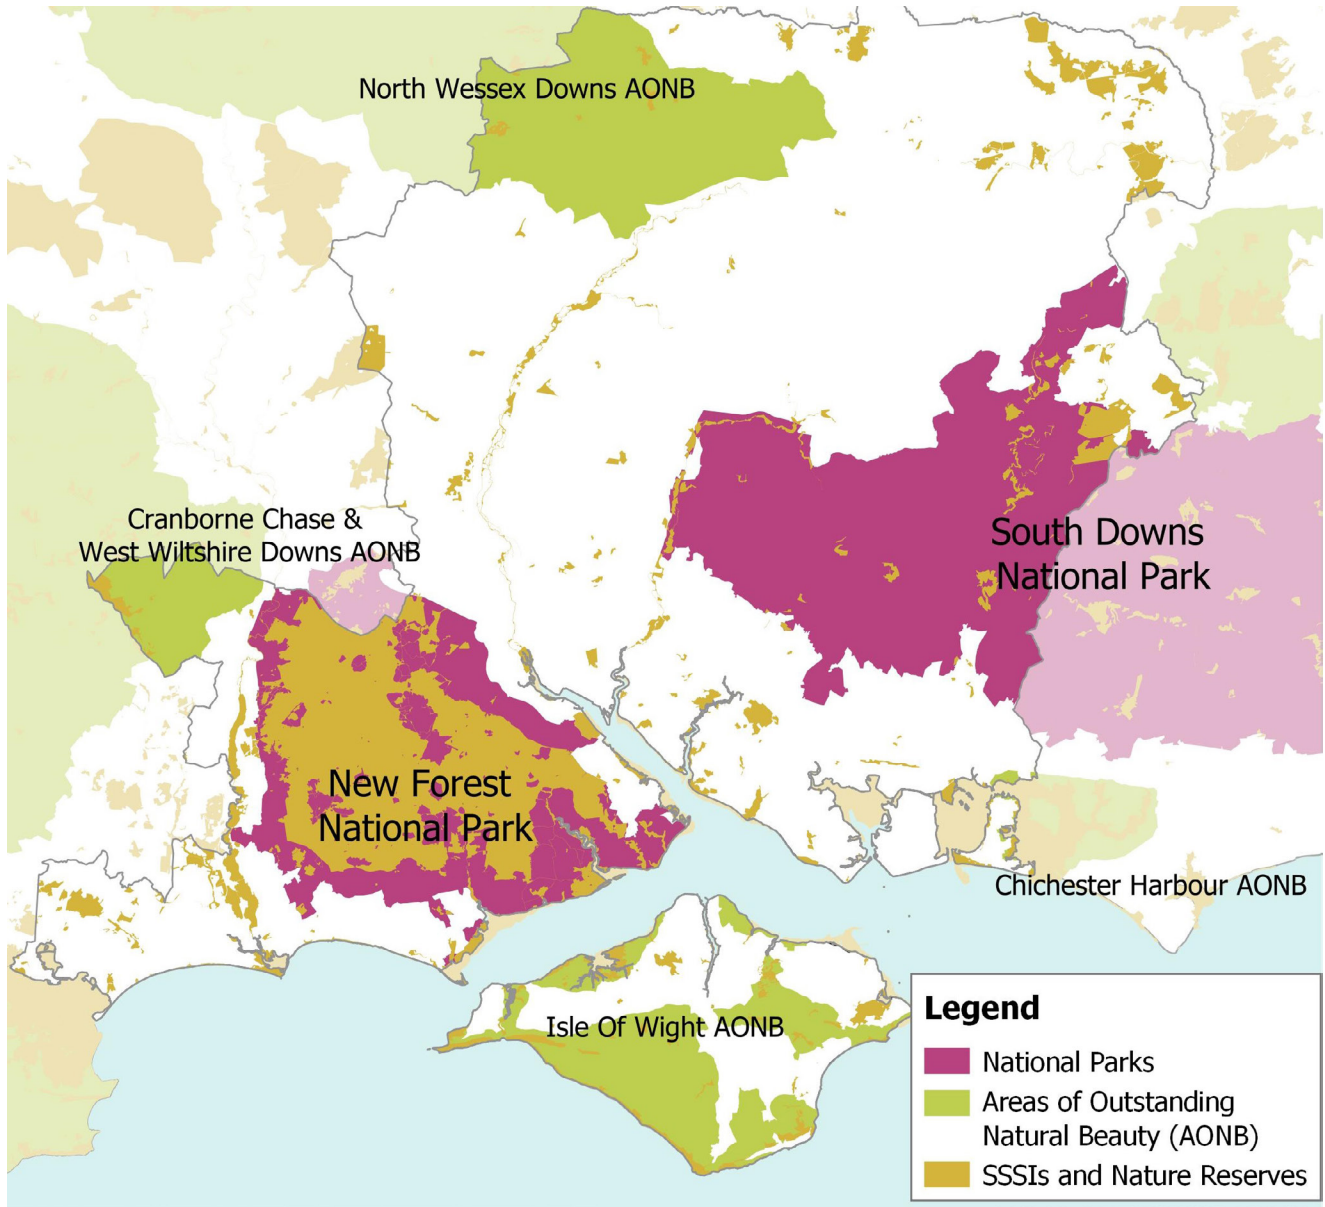 North Wessex Downs AONB
Cranborne Chase &
West Wiltshire Downs AONB
South Downs
National Park
New Forest
National Park
Chichester Harbour AONB
Isle Of Wight AONB
Legend
National Parks
Areas of Outstanding
Natural Beauty (AONB)
SSSIs and Nature Reserves